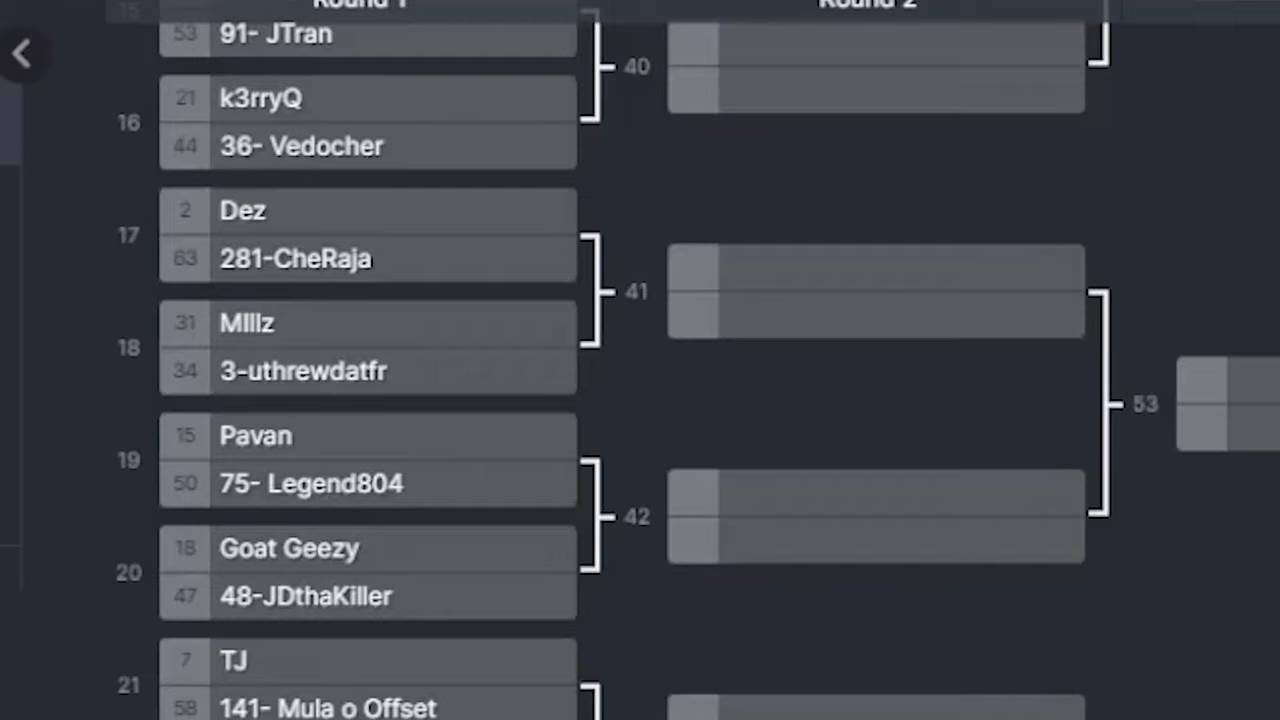 Round 1
Round 2
15
53 91- JTran
40
16
21 k3rryQ
44 36- Vedocher
17
2 Dez
63 281-CheRaja
41
18
31 MIllz
34 3-uthrewdatfr
53
19
15 Pavan
50 75- Legend804
42
20
18 Goat Geezy
47 48-JDthaKiller
21
7 TJ
58 141- Mula o Offset